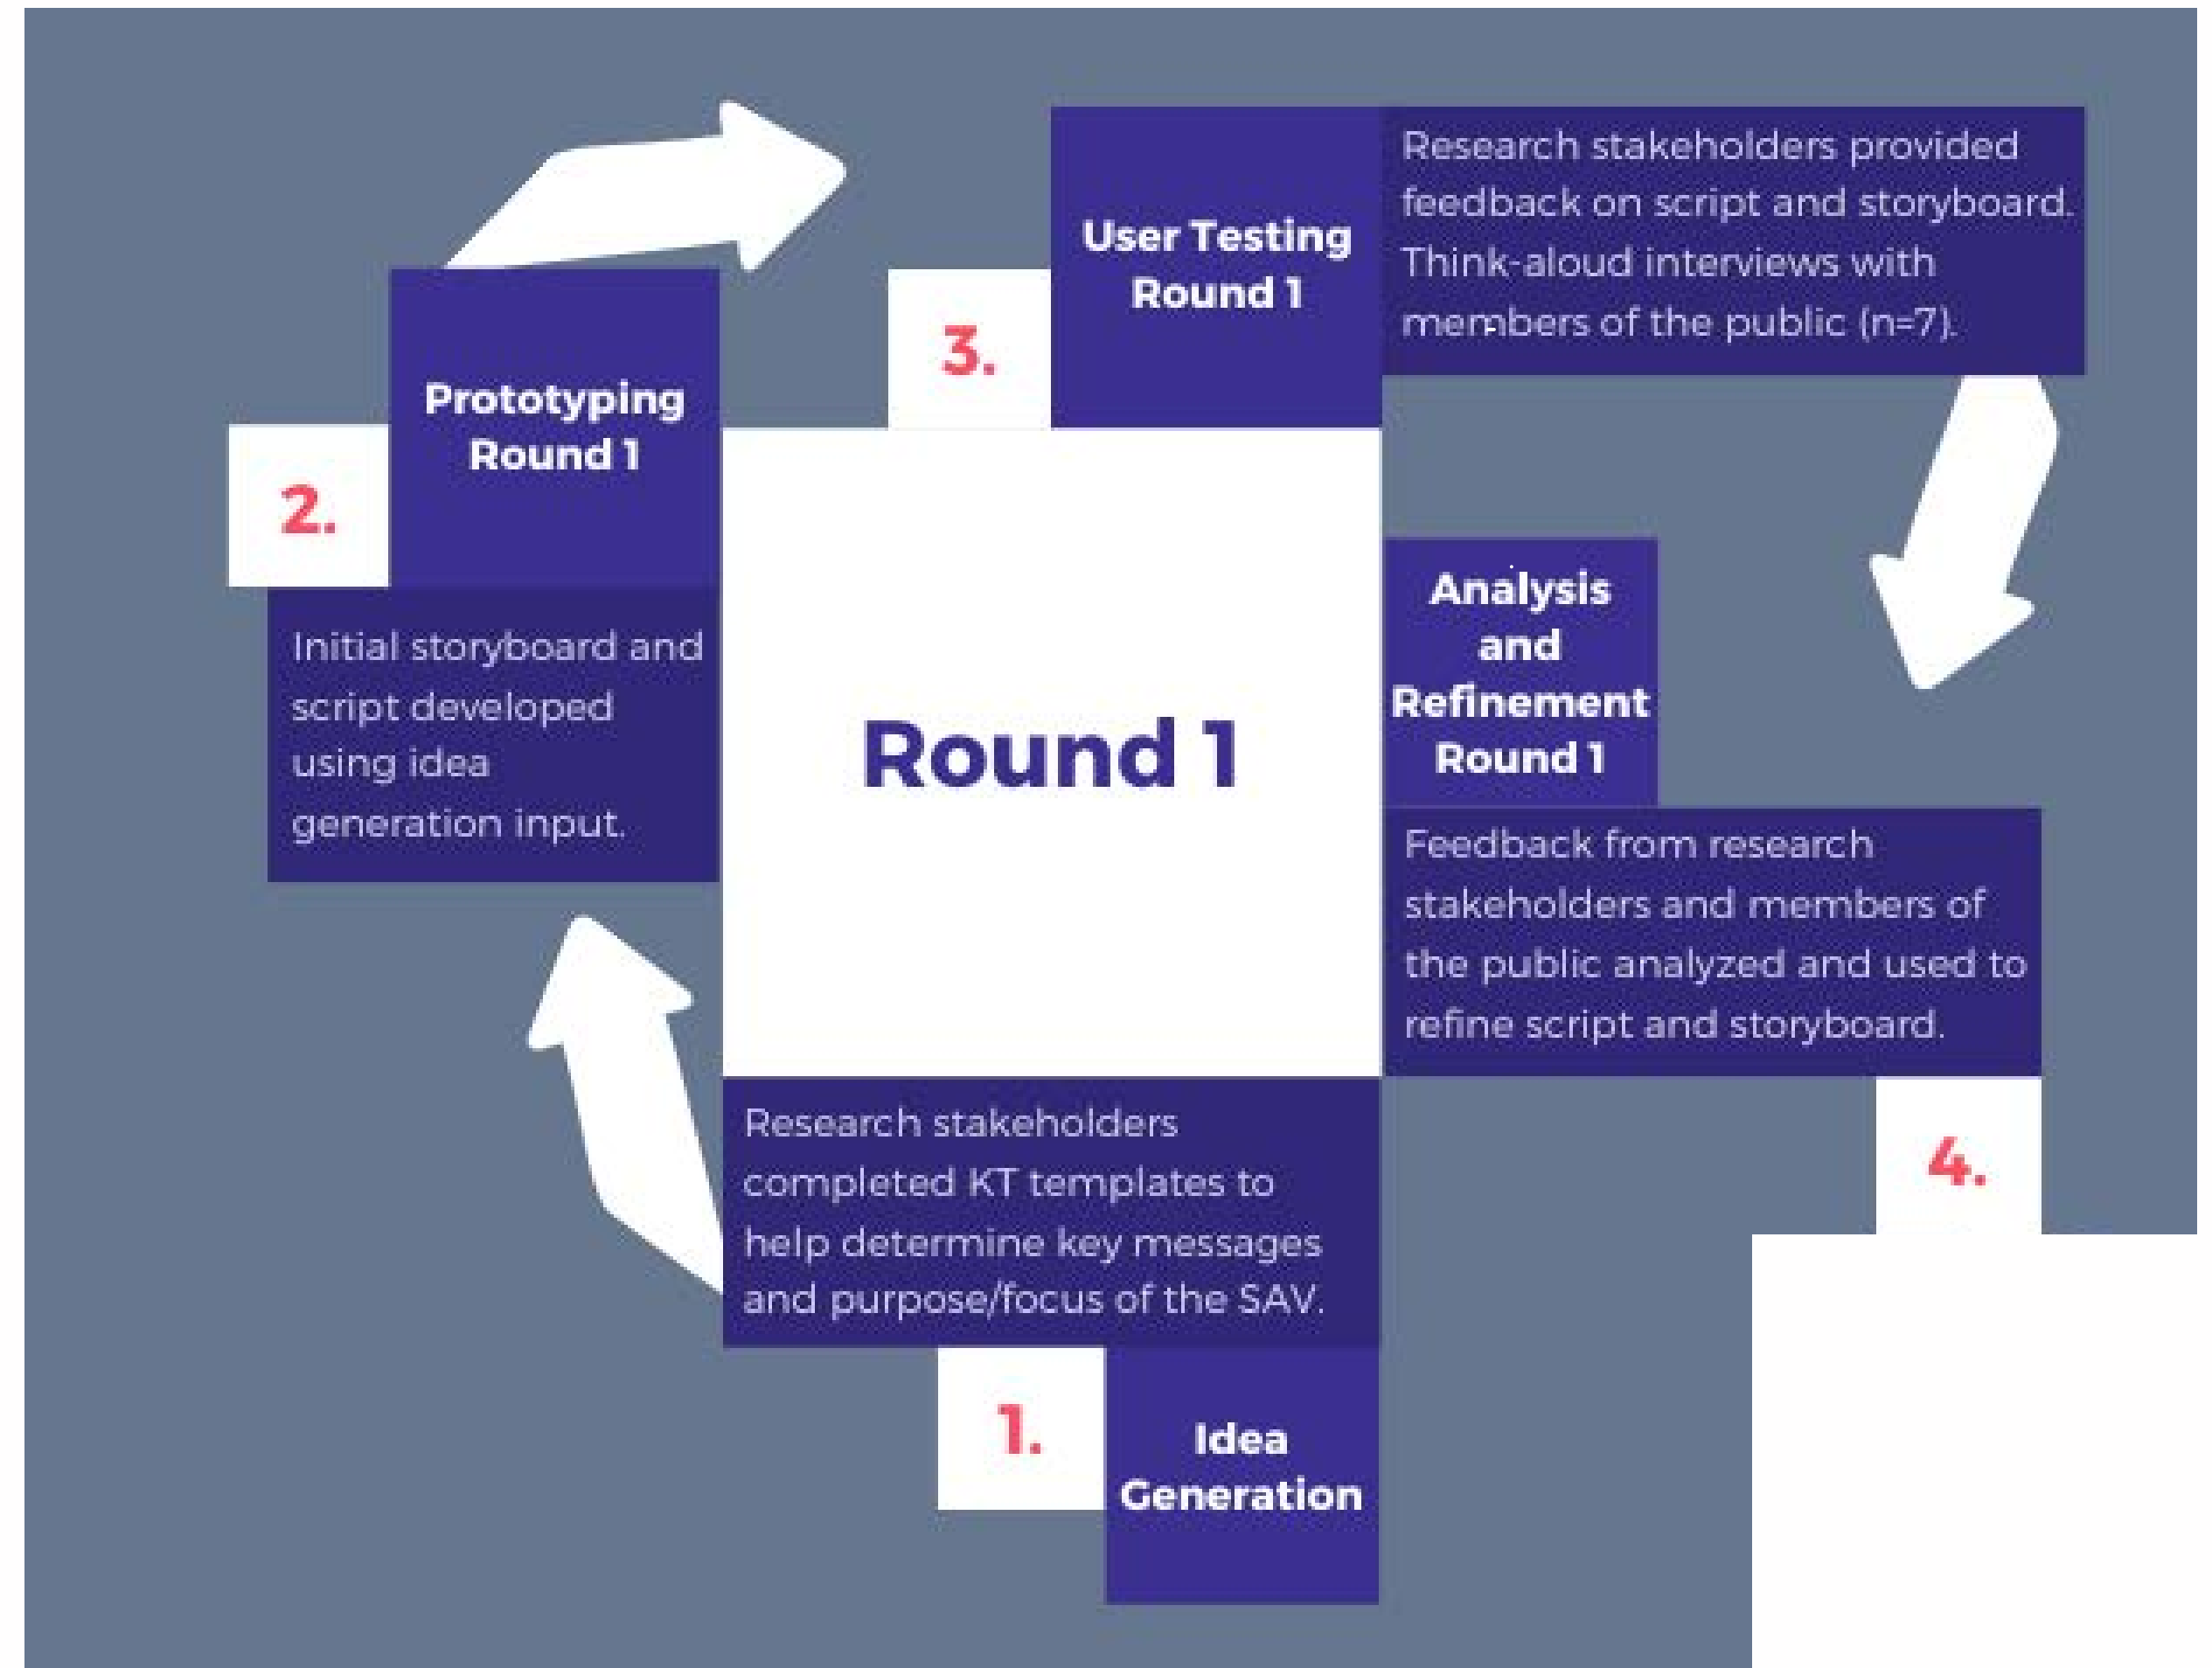 Round 1
1.
Idea
Generation
Research stakeholders
completed KT templates to
help determine key messages
and purpose/focus of the SAV.
2.
Prototyping
Round 1
Initial storyboard and
script developed
using idea
generation input.
3.
User Testing
Round 1
Research stakeholders provided
feedback on script and storyboard.
Think-aloud interviews with
members of the public (n=7).
4.
Analysis
and
Refinement
Round 1
Feedback from research
stakeholders and members of
the public analyzed and used to
refine script and storyboard.